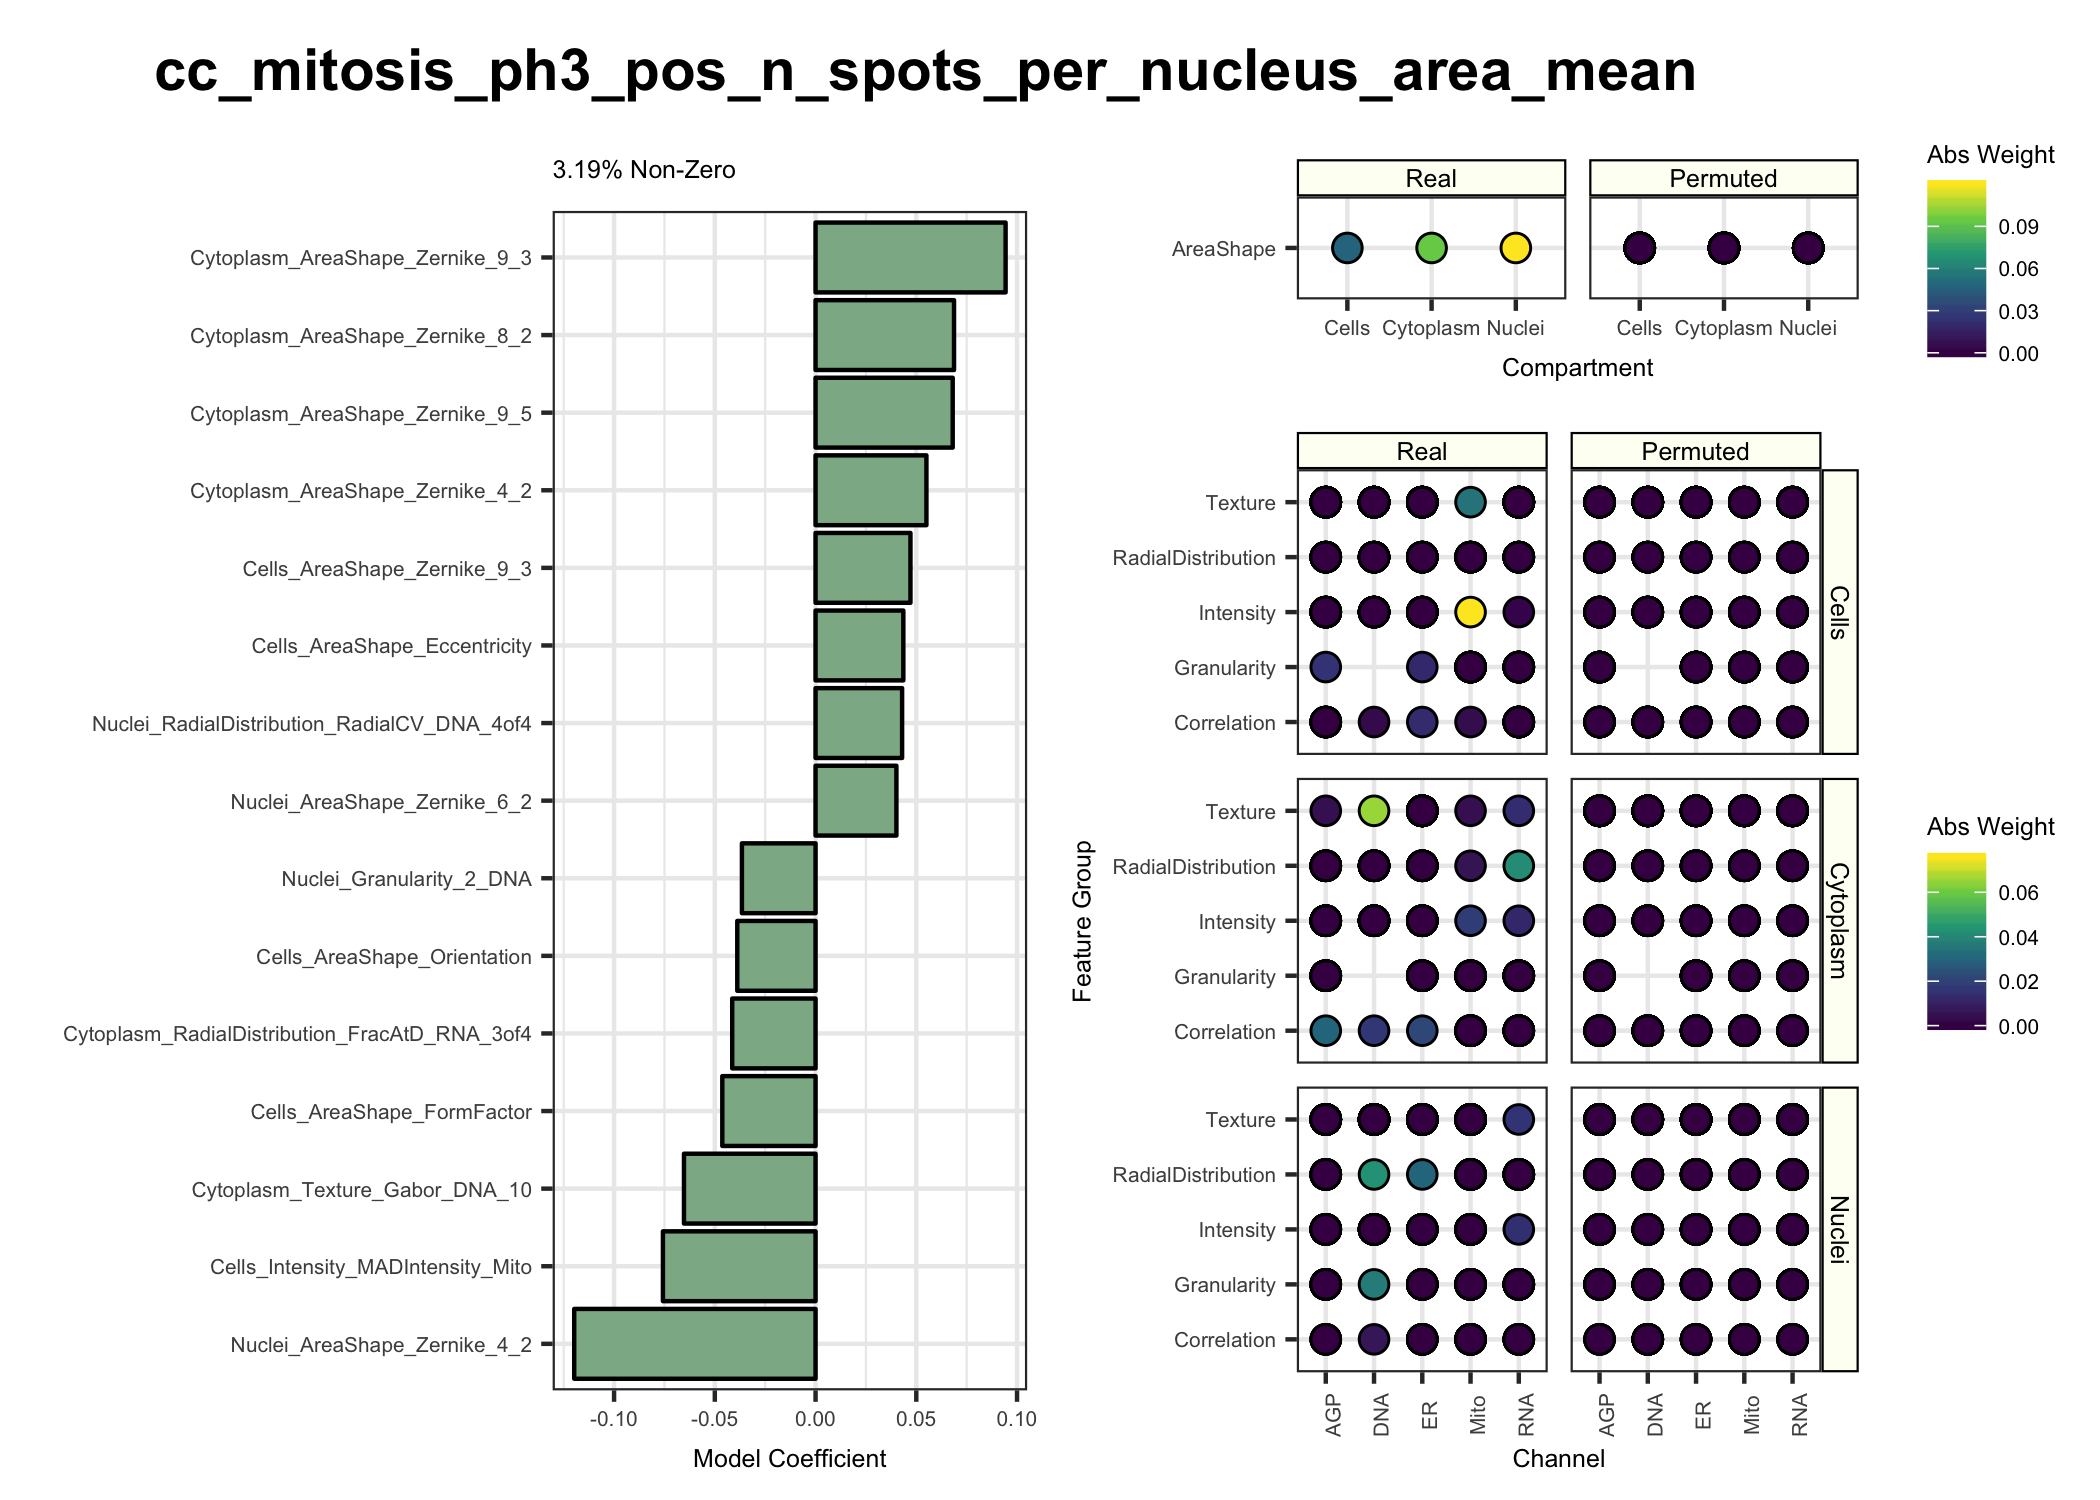 cc_mitosis_ph3_pos_n_spots_per_nucleus_area_mean
3.19% Non-Zero
Cytoplasm_AreaShape_Zernike_9_3
Cytoplasm_AreaShape_Zernike_8_2
Cytoplasm_AreaShape_Zernike_9_5
Cytoplasm_AreaShape_Zernike_4_2
Cells_AreaShape_Zernike_9_3
Cells_AreaShape_Eccentricity
Nuclei_RadialDistribution_RadialCV_DNA_4of4
Nuclei_AreaShape_Zernike_6_2
Nuclei_Granularity_2_DNA
Cells_AreaShape_Orientation
Cytoplasm_RadialDistribution_FracAtD_RNA_3of4
Cells_AreaShape_FormFactor
Cytoplasm_Texture_Gabor_DNA_10
Cells_Intensity_MADIntensity_Mito
Nuclei_AreaShape_Zernike_4_2
-0.10 -0.05 0.00 0.05 0.10
Model Coefficient
Real Permuted
AreaShape
Cells Cytoplasm Nuclei Cells Cytoplasm Nuclei
Compartment
Abs Weight
0.09
0.06
0.03
0.00
Feature Group
Real Permuted
Texture
RadialDistribution
Intensity
Granularity
Correlation
Cells
Texture
RadialDistribution
Intensity
Granularity
Correlation
Cytoplasm
Texture
RadialDistribution
Intensity
Granularity
Correlation
Nuclei
AGP DNA ER Mito RNA AGP DNA ER Mito RNA
Channel
Abs Weight
0.06
0.04
0.02
0.00